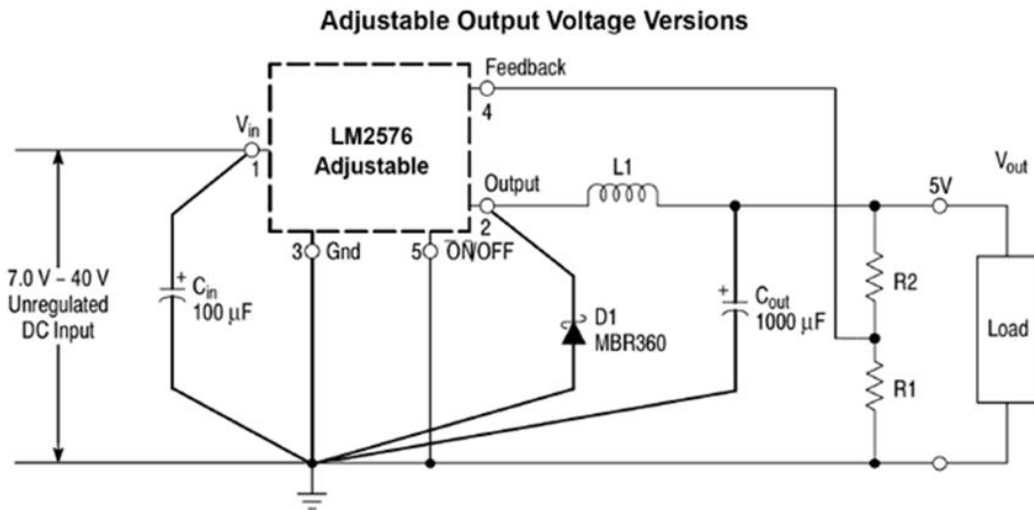 Adjustable Output Voltage Versions
Feedback
4
Vin
1
LM2576
Adjustable
Output
2
L1
Vout
5V
3 Gnd
5 ON/OFF
7.0 V – 40 V
Unregulated
DC Input
+
Cin
100 µF
D1
MBR360
+
Cout
1000 µF
R2
R1
Load